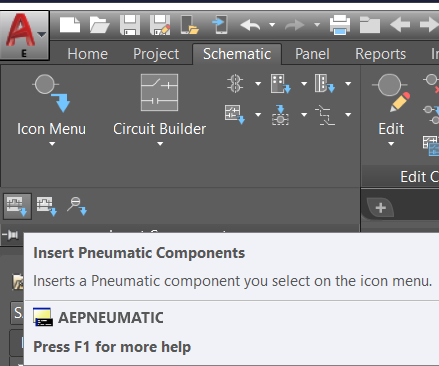 A
E
Home Project Schematic Panel Reports
Icon Menu Circuit Builder Edit
Edit C
Insert Pneumatic Components
Inserts a Pneumatic component you select on the icon menu.
AEPNEUMATIC
Press F1 for more help